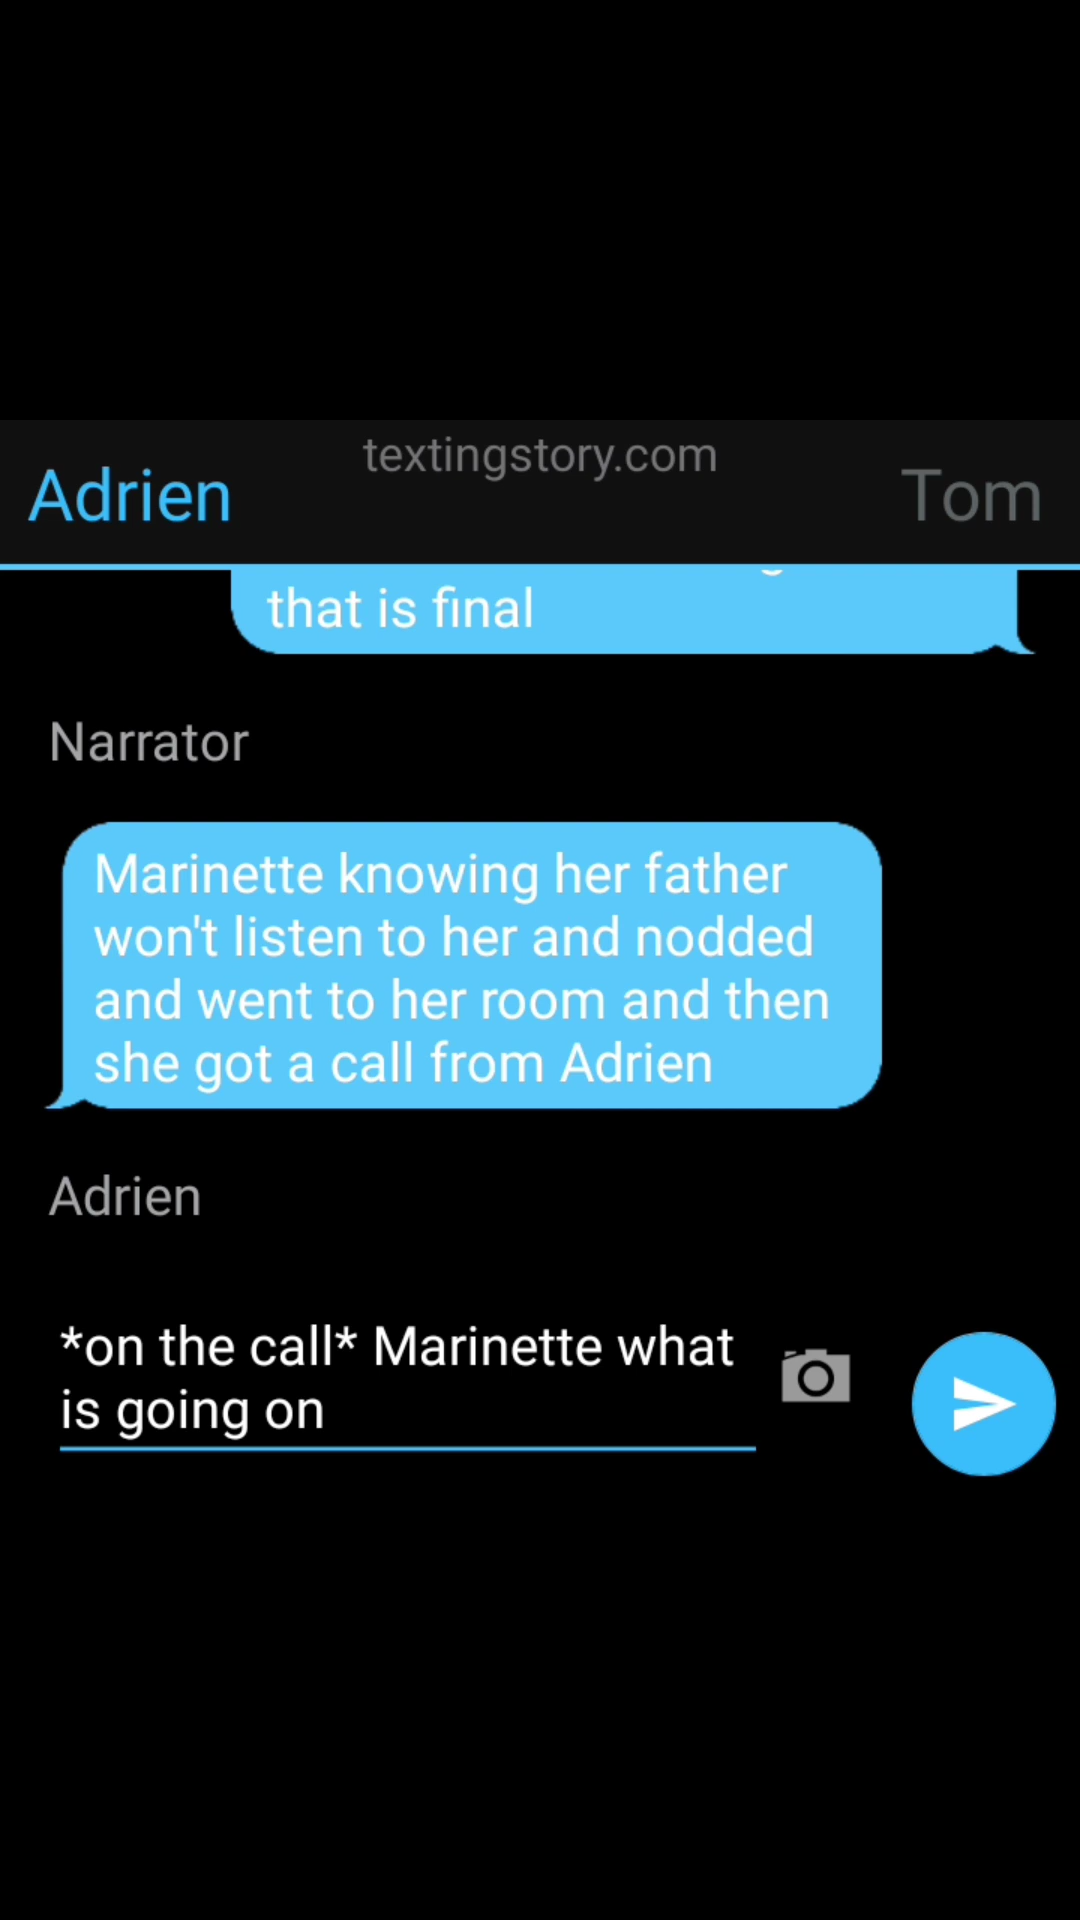 textingstory.com
Adrien
Tom
that is final
Narrator
Marinette knowing her father
won't listen to her and nodded
and went to her room and then
she got a call from Adrien
Adrien
*on the call* Marinette what
is going on